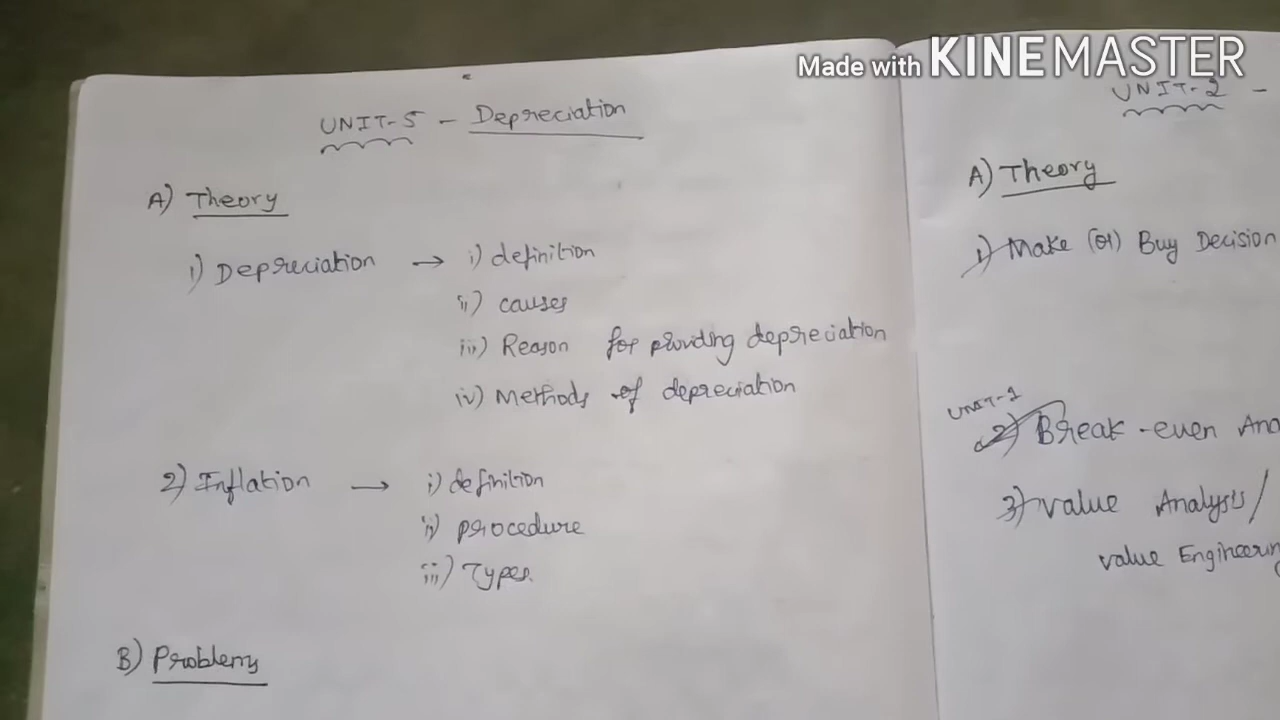 Made with KINEMASTER
UNIT-5 - Depreciation
A) Theory
1) Depreciation → i) definition
ii) causes
iii) Reason for providing depreciation
iv) Methods of depreciation
2) Inflation → i) definition
ii) procedure
iii) Types
B) Problems
UNIT-2 -
A) Theory
1) Make (or) Buy Decision
UNIT-1
2) Break-even Ana
3) Value Analysis/
Value Engineerin